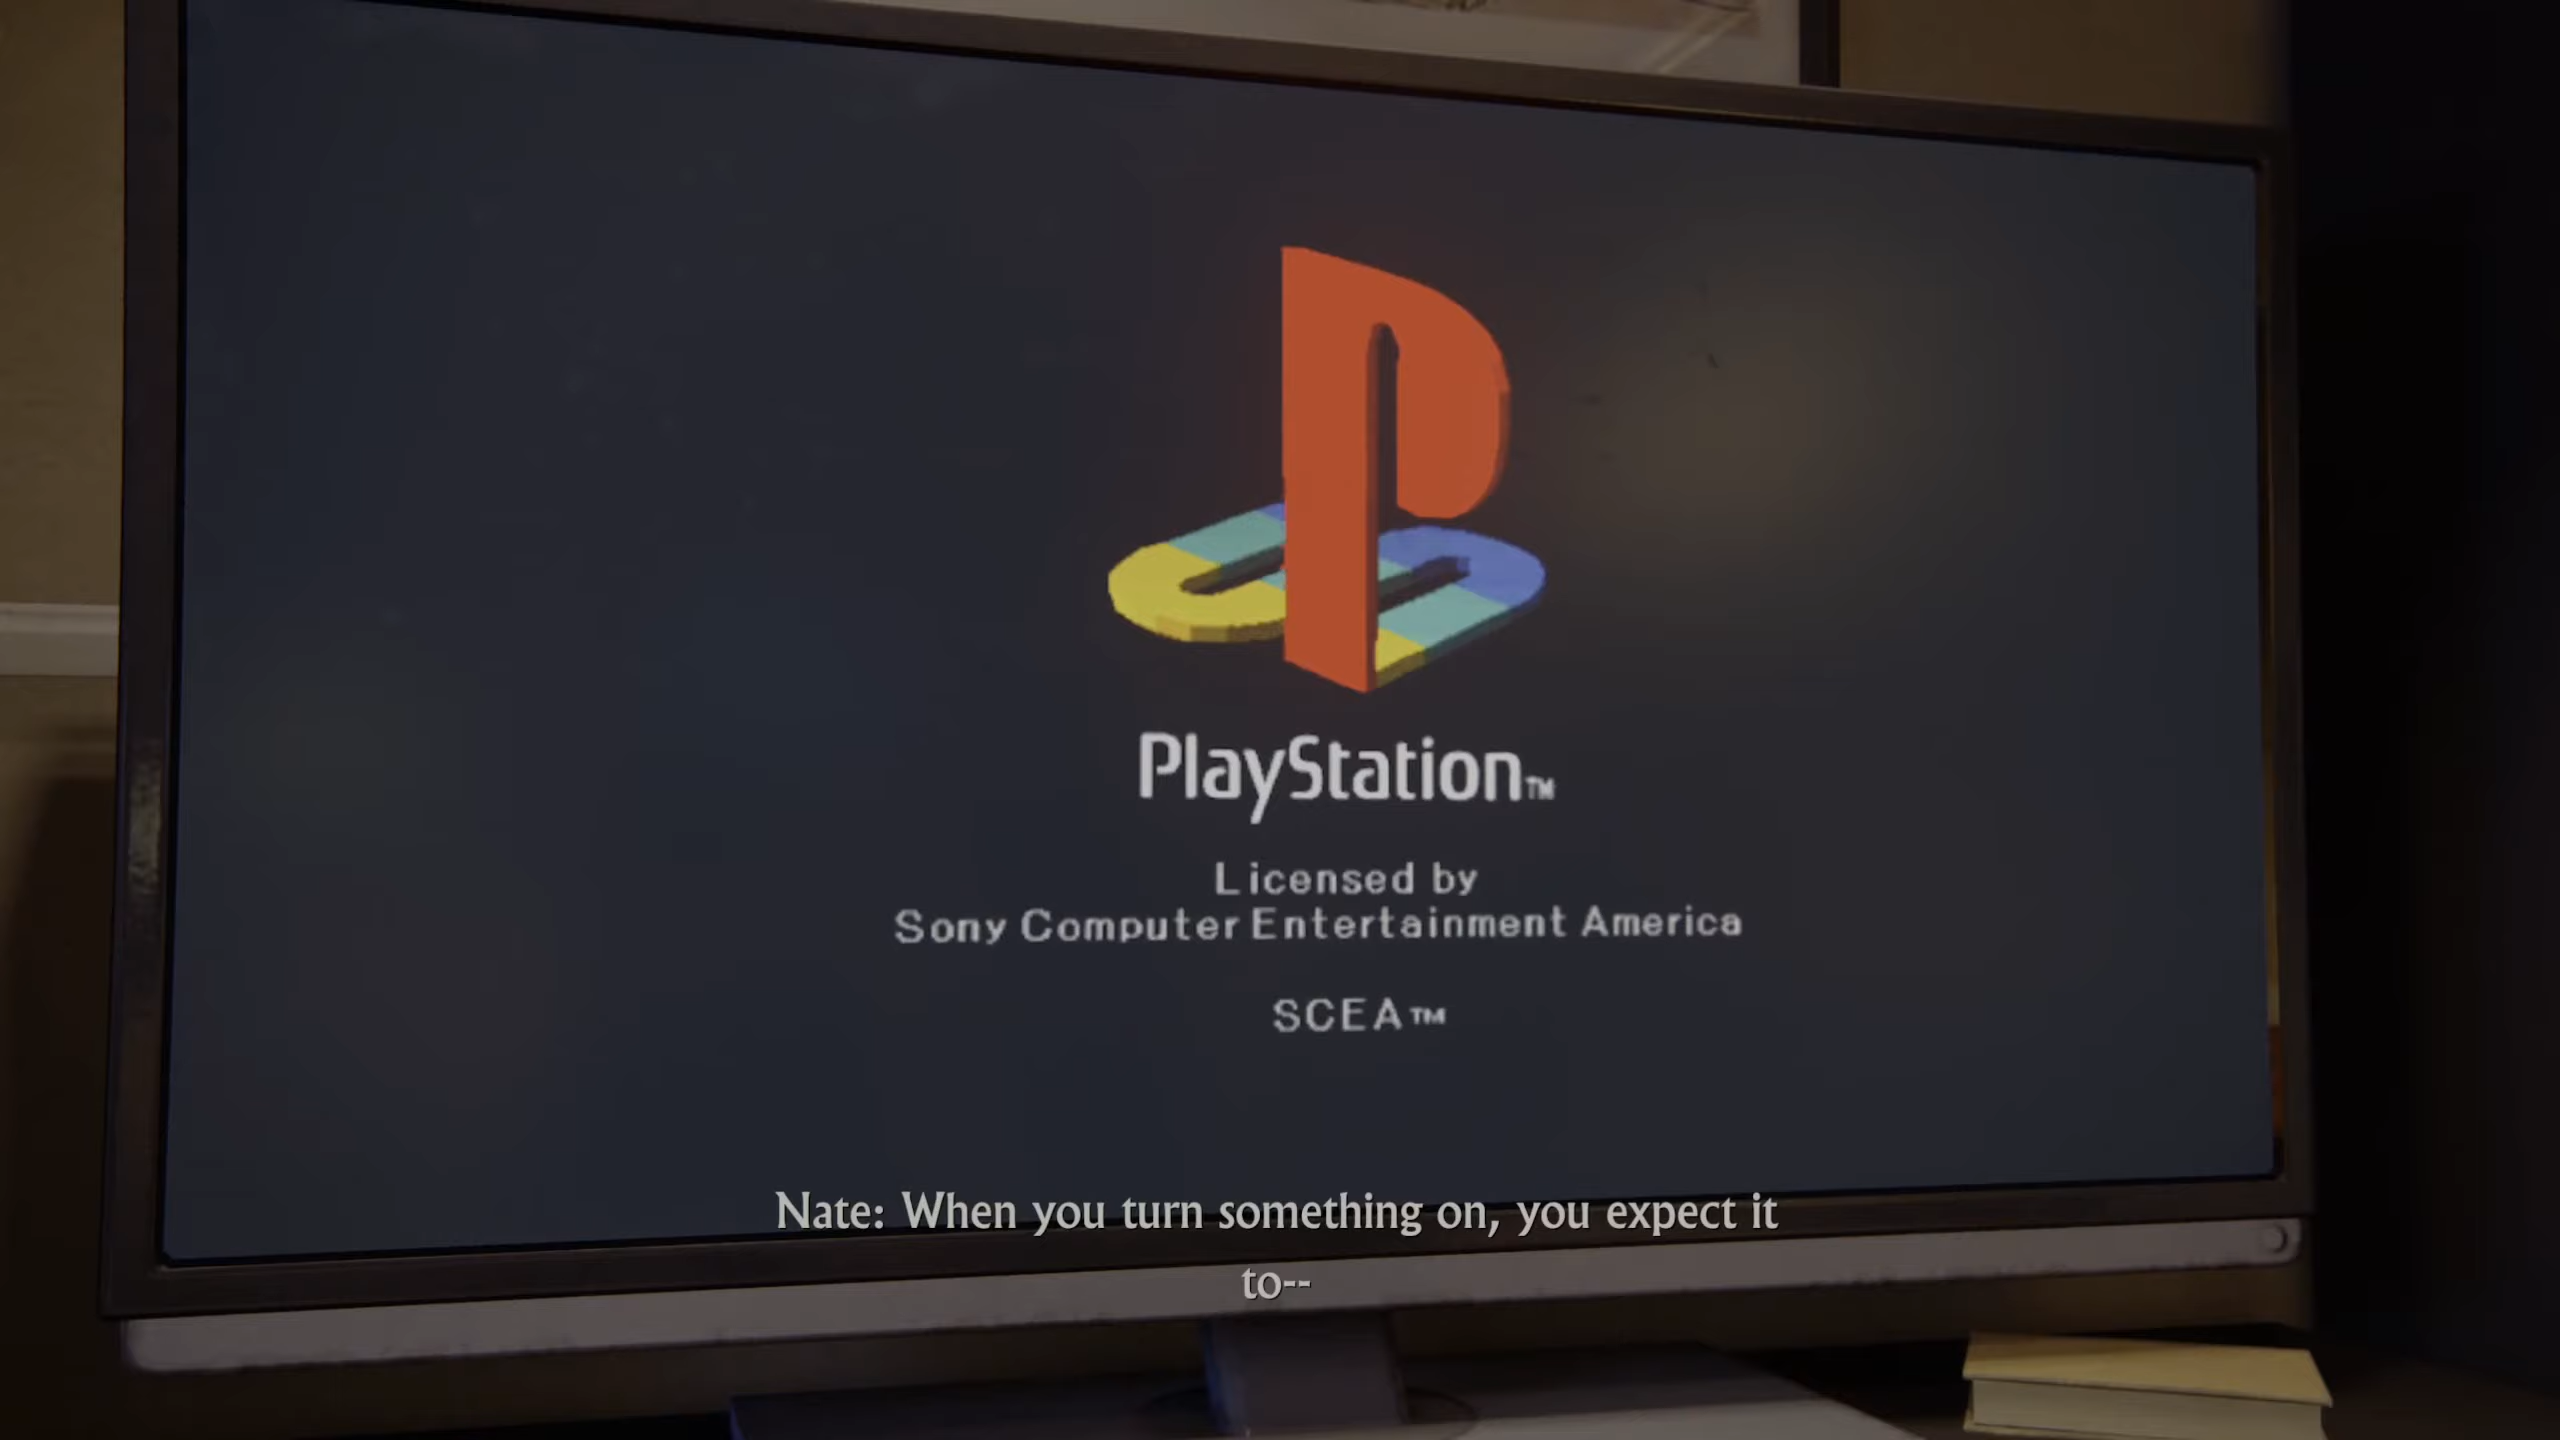 PlayStation™
Licensed by
Sony Computer Entertainment America
SCEA™
Nate: When you turn something on, you expect it
to--